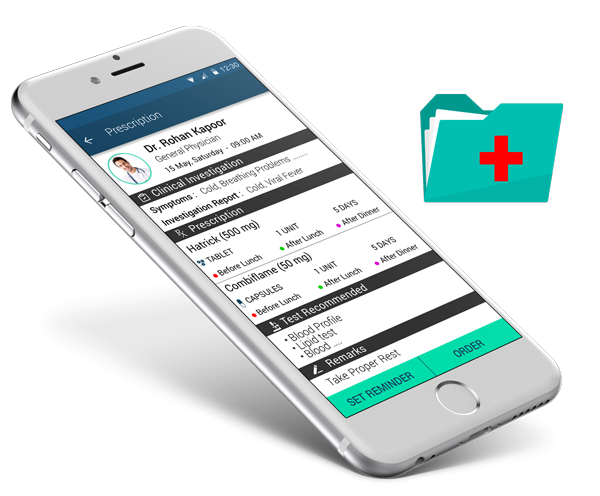 12:30
Prescription
Dr. Rohan Kapoor
General Physician
15 May, Saturday - 09:00 AM
Clinical Investigation
Symptoms : Cold, Breathing Problems ........
Investigation Report : Cold, Viral Fever
Prescription
Hatrick (500 mg)
TABLET 1 UNIT 5 DAYS
Before Lunch After Lunch After Dinner
Combiflame (50 mg)
CAPSULES 1 UNIT 5 DAYS
Before Lunch After Lunch After Dinner
Test Recommended
• Blood Profile
• Lipid test
• Blood ....
Remarks
Take Proper Rest
SET REMINDER ORDER